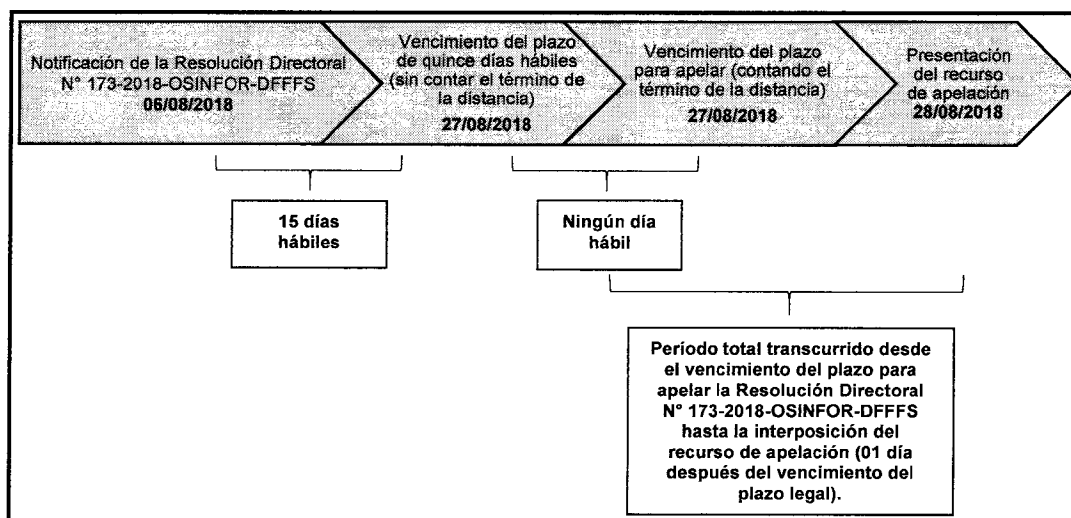 Notificación de la Resolución Directoral
N° 173-2018-OSINFOR-DFFFS
06/08/2018
Vencimiento del plazo
de quince días hábiles
(sin contar el término de
la distancia)
27/08/2018
Vencimiento del plazo
para apelar (contando el
término de la distancia)
27/08/2018
Presentación
del recurso
de apelación
28/08/2018
15 días
hábiles
Ningún día
hábil
Período total transcurrido desde
el vencimiento del plazo para
apelar la Resolución Directoral
N° 173-2018-OSINFOR-DFFFS
hasta la interposición del
recurso de apelación (01 día
después del vencimiento del
plazo legal).